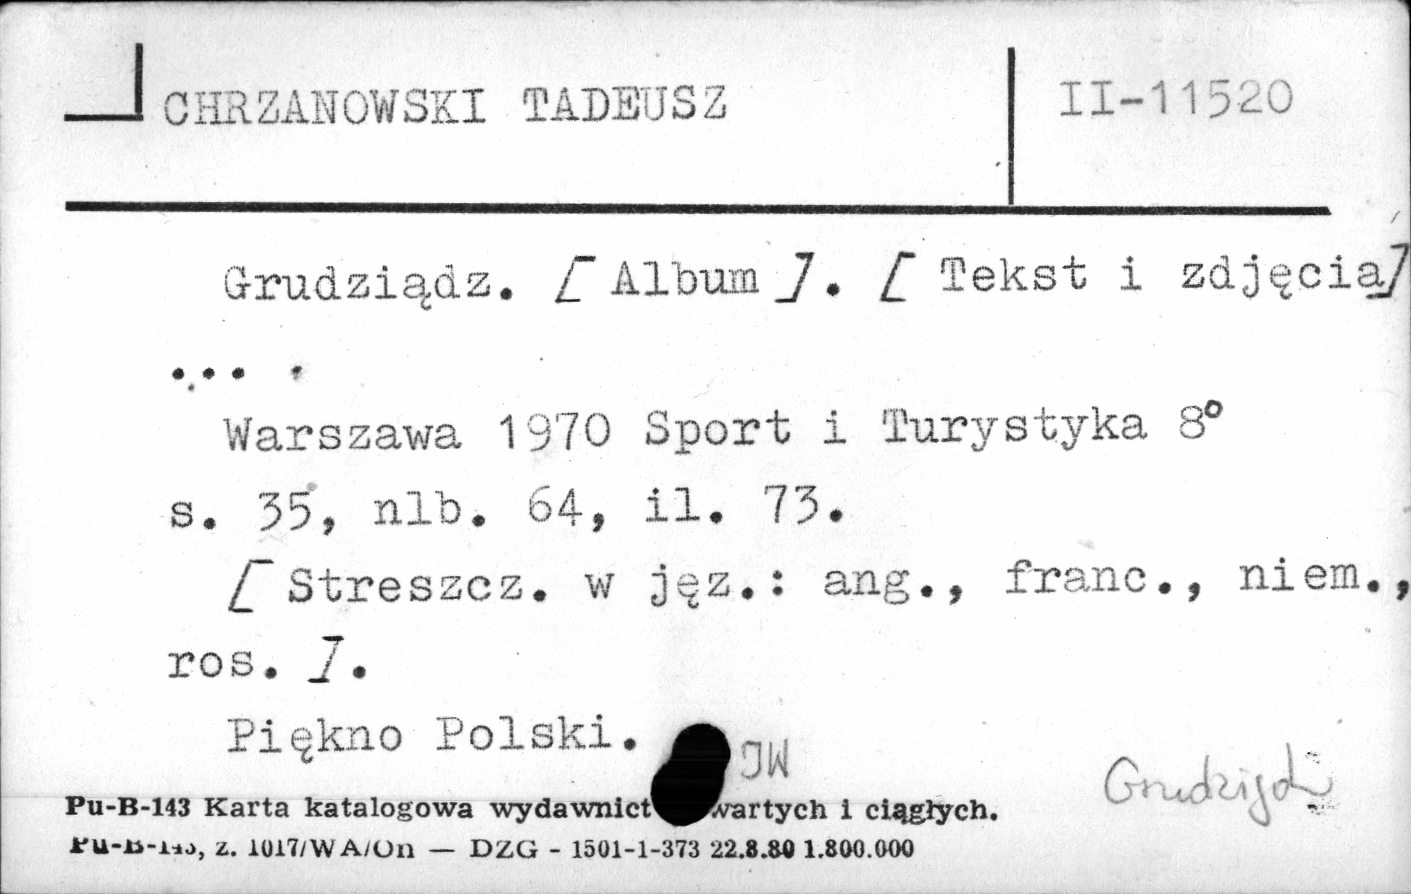 CHRZANOWSKI TADEUSZ
II-11520
Grudziądz. [ Album ]. [ Tekst i zdjęcia]
... .
Warszawa 1970 Sport i Turystyka 8°
s. 35, nlb. 64, il. 73.
[ Streszcz. w jęz.: ang., franc., niem.,
ros. ].
Piękno Polski.
JW
Grudziądz
Pu-B-143 Karta katalogowa wydawnict wartych i ciągłych.
Pu-B-143, z. 1017/WA/On — DZG - 1501-1-373 22.8.80 1.800.000